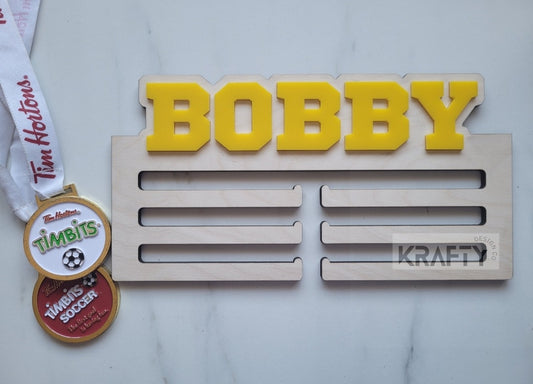 Tim Hortons.
BOBBY
Tim Hortons
TIMBITS
TIMBITS
SOCCER
KRAFTY
DESIGN CO